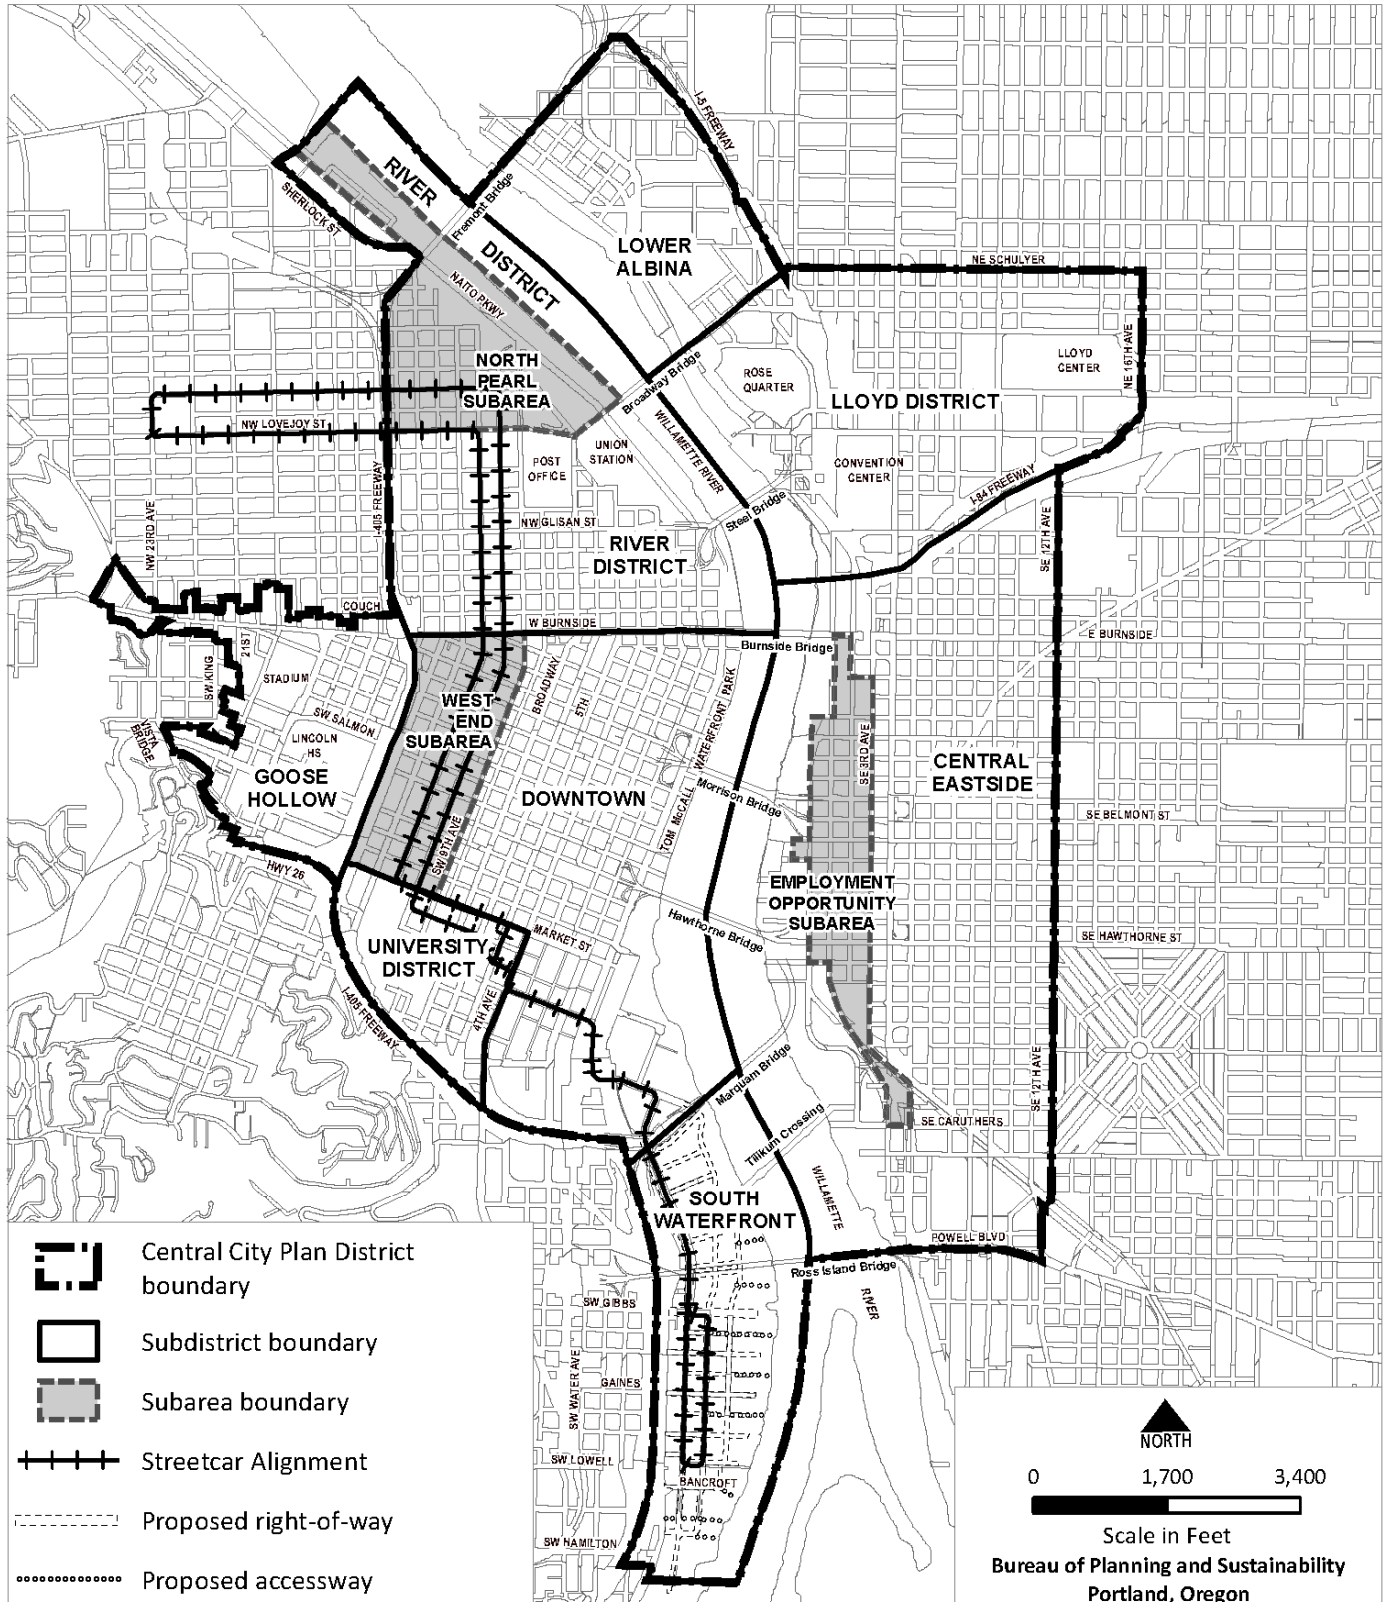 I-5 FREEWAY
RIVER
DISTRICT
SHERLOCK ST
Fremont Bridge
LOWER
ALBINA
NE SCHULYER
NAITO PKWY
NE 15TH AVE
NORTH
PEARL
SUBAREA
Broadway Bridge
ROSE
QUARTER
LLOYD
CENTER
LLOYD DISTRICT
NW LOVEJOY ST
WILLAMETTE RIVER
UNION
STATION
POST
OFFICE
CONVENTION
CENTER
I-84 FREEWAY
I-405 FREEWAY
NW 23RD AVE
NW GLISAN ST
Steel Bridge
SE 12TH AVE
RIVER
DISTRICT
COUCH
W BURNSIDE
E BURNSIDE
Burnside Bridge
21ST
SW KING
STADIUM
BROADWAY
5TH
WEST
END
SUBAREA
SW SALMON
LINCOLN
HS
VISTA
BRIDGE
GOOSE
HOLLOW
TOM McCALL WATERFRONT PARK
SE 3RD AVE
CENTRAL
EASTSIDE
Morrison Bridge
DOWNTOWN
SE BELMONT ST
SW 9TH AVE
HWY 26
EMPLOYMENT
OPPORTUNITY
SUBAREA
Hawthorne Bridge
MARKET ST
SE HAWTHORNE ST
UNIVERSITY
DISTRICT
I-405 FREEWAY
4TH AVE
Marquam Bridge
SE 12TH AVE
SE CARUTHERS
Tilikum Crossing
SOUTH
WATERFRONT
WILLAMETTE
RIVER
POWELL BLVD
Ross Island Bridge
SW GIBBS
SW WATER AVE
GAINES
SW LOWELL
BANCROFT
SW HAMILTON
Central City Plan District
boundary
Subdistrict boundary
Subarea boundary
Streetcar Alignment
Proposed right-of-way
Proposed accessway
NORTH
0 1,700 3,400
Scale in Feet
Bureau of Planning and Sustainability
Portland, Oregon